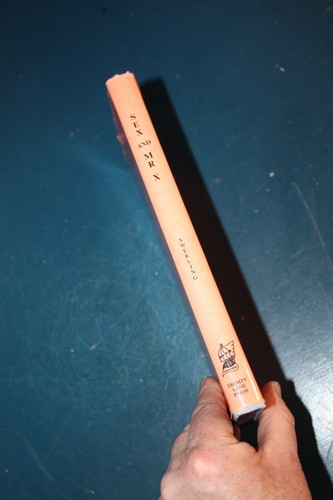 SEX AND MR X
SWERLING
TRINITY
LANE
PRESS